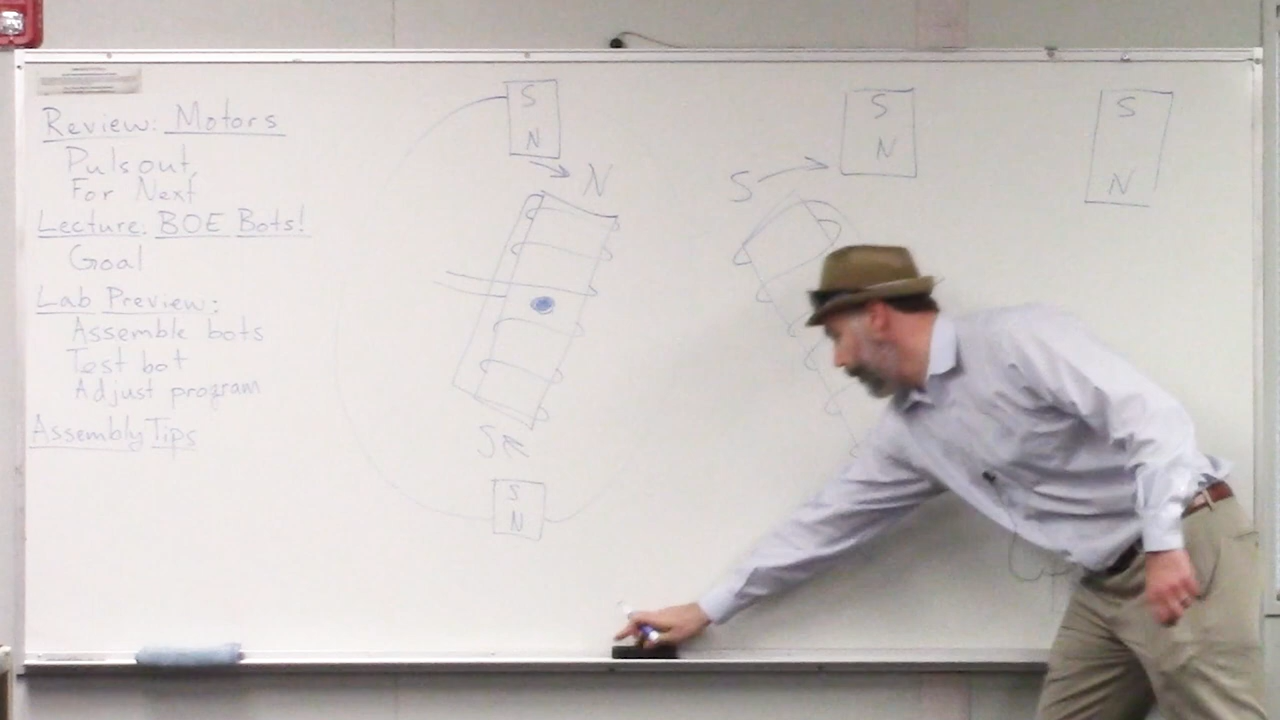 Review: Motors
Pulsout,
For Next
Lecture: BOE Bots!
Goal
Lab Preview:
Assemble bots
Test bot
Adjust program
Assembly Tips
S
N
N
S
S
N
S
S
N
S
N